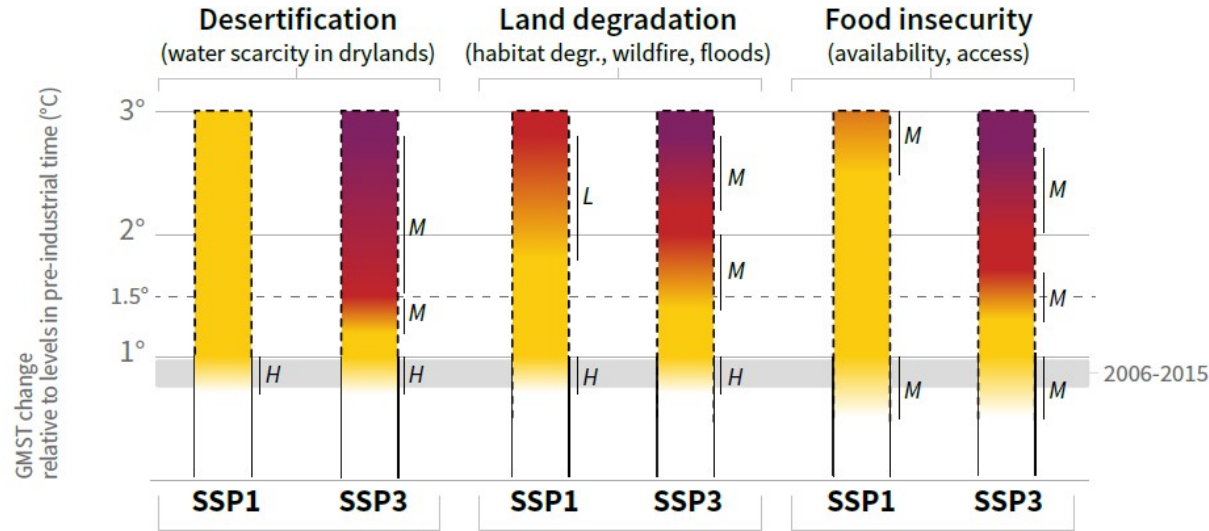 Desertification
(water scarcity in drylands)
Land degradation
(habitat degr., wildfire, floods)
Food insecurity
(availability, access)
GMST change
relative to levels in pre-industrial time (°C)
3°
2°
1.5°
1°
H
M
M
H
L
H
M
M
H
M
M
M
M
M
2006-2015
SSP1
SSP3
SSP1
SSP3
SSP1
SSP3